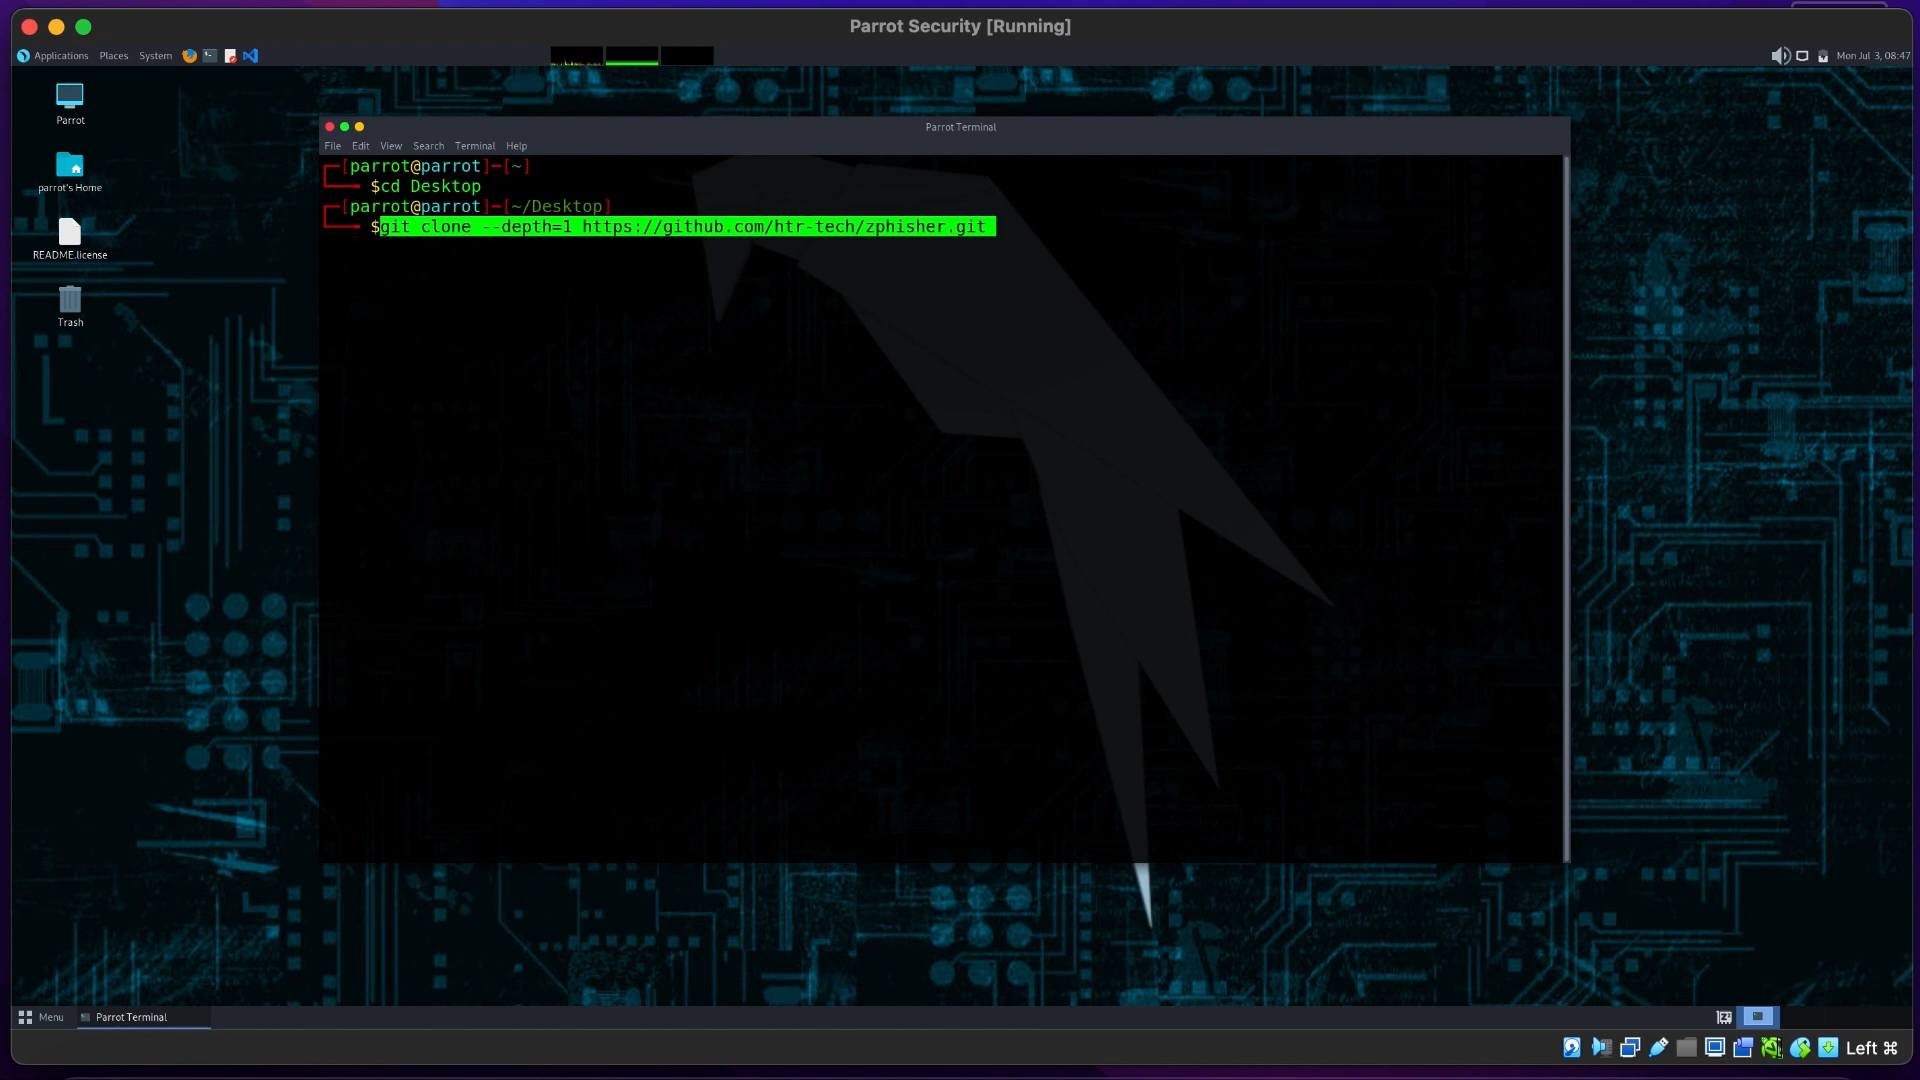 Parrot Security [Running]
Applications Places System
Mon Jul 3, 08:47
Parrot
parrot's Home
README.license
Trash
Parrot Terminal
File Edit View Search Terminal Help
[parrot@parrot]-[~]
$cd Desktop
[parrot@parrot]-[~/Desktop]
$git clone --depth=1 https://github.com/htr-tech/zphisher.git
Menu Parrot Terminal
Left ⌘